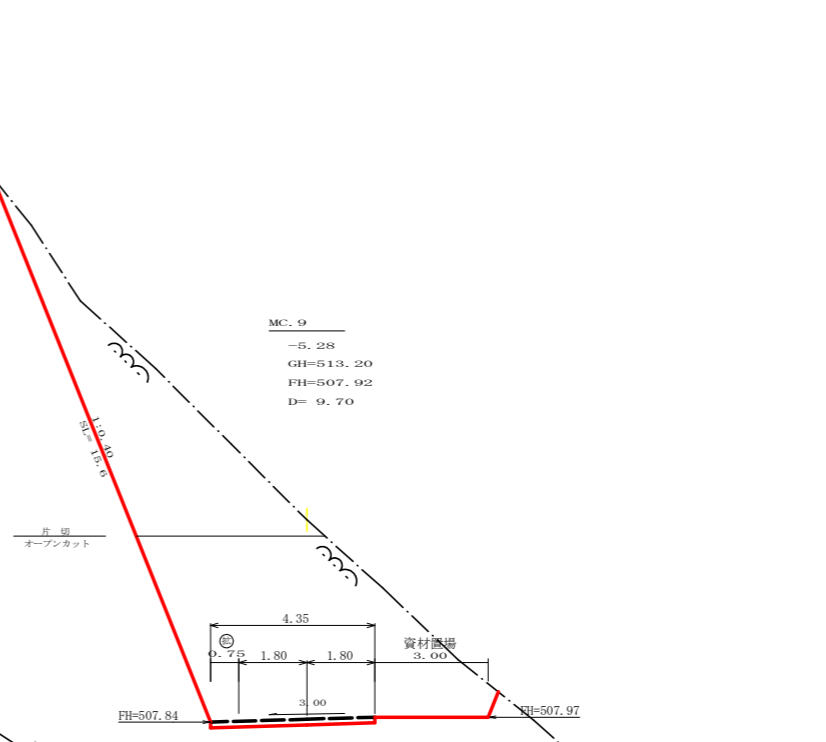 MC. 9
-5.28
GH=513.20
FH=507.92
D= 9.70
1:0.40
SL= 15.6
片 切
オープンカット
4.35
拡
資材置場
0.75
1.80
1.80
3.00
3.00
FH=507.84
FH=507.97